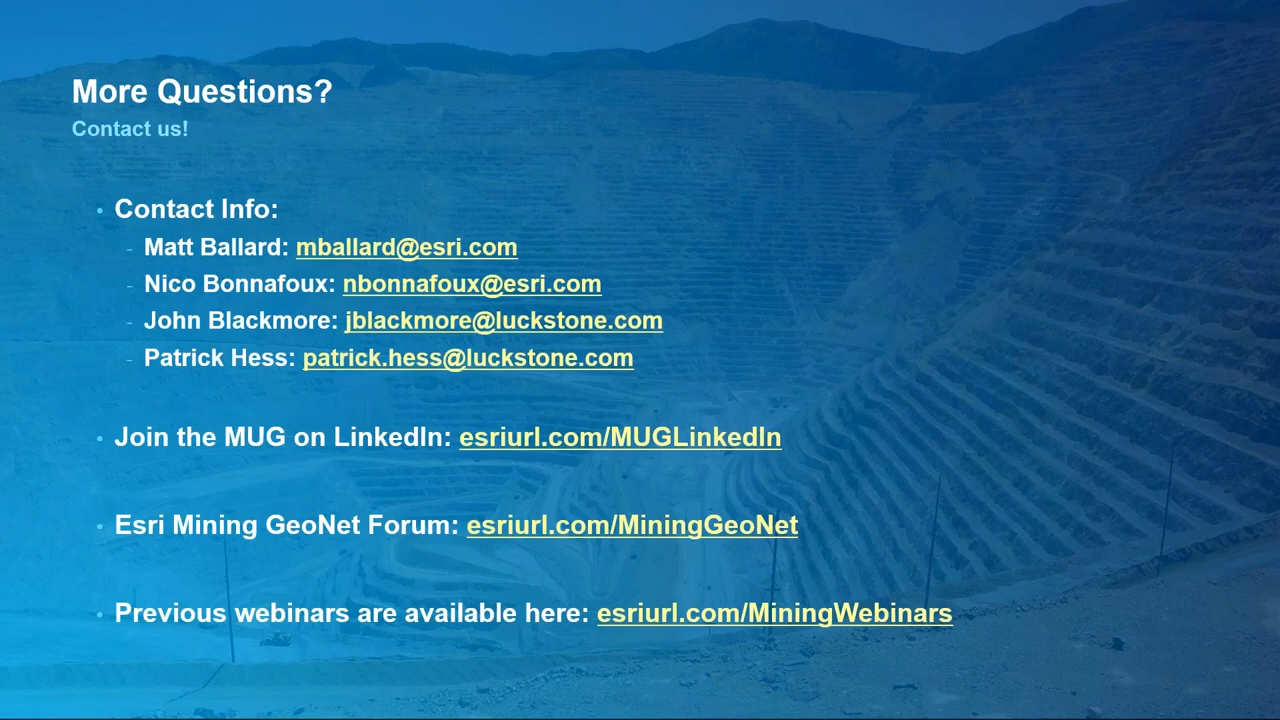 More Questions?
Contact us!
• Contact Info:
- Matt Ballard: mballard@esri.com
- Nico Bonnafoux: nbonnafoux@esri.com
- John Blackmore: jblackmore@luckstone.com
- Patrick Hess: patrick.hess@luckstone.com
• Join the MUG on LinkedIn: esriurl.com/MUGLinkedIn
• Esri Mining GeoNet Forum: esriurl.com/MiningGeoNet
• Previous webinars are available here: esriurl.com/MiningWebinars